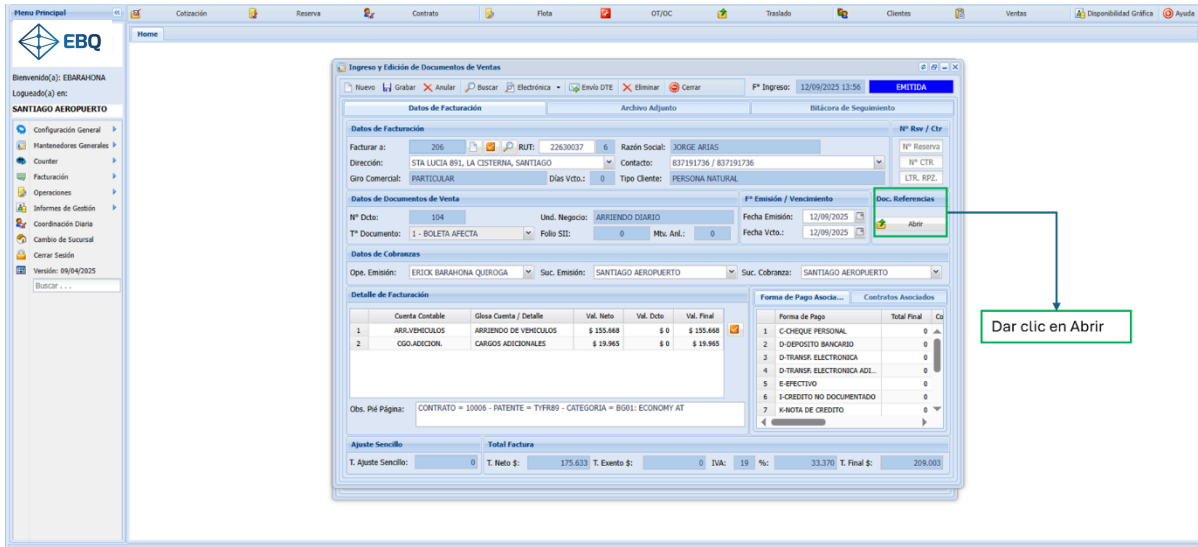 Menu Principal
Cotización Reserva Contrato Flota OT/OC Traslado Clientes Ventas Disponibilidad Gráfica Ayuda
EBQ
Home
Bienvenido(a): EBARAHONA
Logueado(a) en:
SANTIAGO AEROPUERTO
Configuración General
Mantenedores Generales
Counter
Facturación
Operaciones
Informes de Gestión
Coordinación Diaria
Cambio de Sucursal
Cerrar Sesión
Versión: 09/04/2025
Buscar . . .
Ingreso y Edición de Documentos de Ventas
Nuevo Grabar Anular Buscar Electrónica Envío DTE Eliminar Cerrar F° Ingreso: 12/09/2025 13:56 EMITIDA
Datos de Facturación Archivo Adjunto Bitácora de Seguimiento
Datos de Facturación N° Rsv / Ctr
Facturar a: 206 RUT: 22630037 6 Razón Social: JORGE ARIAS N° Reserva
Dirección: STA LUCIA 891, LA CISTERNA, SANTIAGO Contacto: 837191736 / 837191736 N° CTR
Giro Comercial: PARTICULAR Días Vcto.: 0 Tipo Cliente: PERSONA NATURAL LTR. RPZ.
Datos de Documentos de Venta F° Emisión / Vencimiento Doc. Referencias
N° Dcto: 104 Und. Negocio: ARRIENDO DIARIO Fecha Emisión: 12/09/2025 Abrir
T° Documento: 1 - BOLETA AFECTA Folio SII: 0 Mtv. Anl.: 0 Fecha Vcto.: 12/09/2025
Datos de Cobranzas
Ope. Emisión: ERICK BARAHONA QUIROGA Suc. Emisión: SANTIAGO AEROPUERTO Suc. Cobranza: SANTIAGO AEROPUERTO
Detalle de Facturación
Cuenta Contable Glosa Cuenta / Detalle Val. Neto Val. Dcto Val. Final
1 ARR.VEHICULOS ARRIENDO DE VEHICULOS $ 155.668 $ 0 $ 155.668
2 CGO.ADICION. CARGOS ADICIONALES $ 19.965 $ 0 $ 19.965
Obs. Pié Página: CONTRATO = 10006 - PATENTE = TYFR89 - CATEGORIA = BG01: ECONOMY AT
Forma de Pago Asocia... Contratos Asociados
Forma de Pago Total Final Co
1 C-CHEQUE PERSONAL 0
2 D-DEPOSITO BANCARIO 0
3 D-TRANSF. ELECTRONICA 0
4 D-TRANSF. ELECTRONICA ADI... 0
5 E-EFECTIVO 0
6 I-CREDITO NO DOCUMENTADO 0
7 K-NOTA DE CREDITO 0
Ajuste Sencillo Total Factura
T. Ajuste Sencillo: 0 T. Neto $: 175.633 T. Exento $: 0 IVA: 19 %: 33.370 T. Final $: 209.003
Dar clic en Abrir